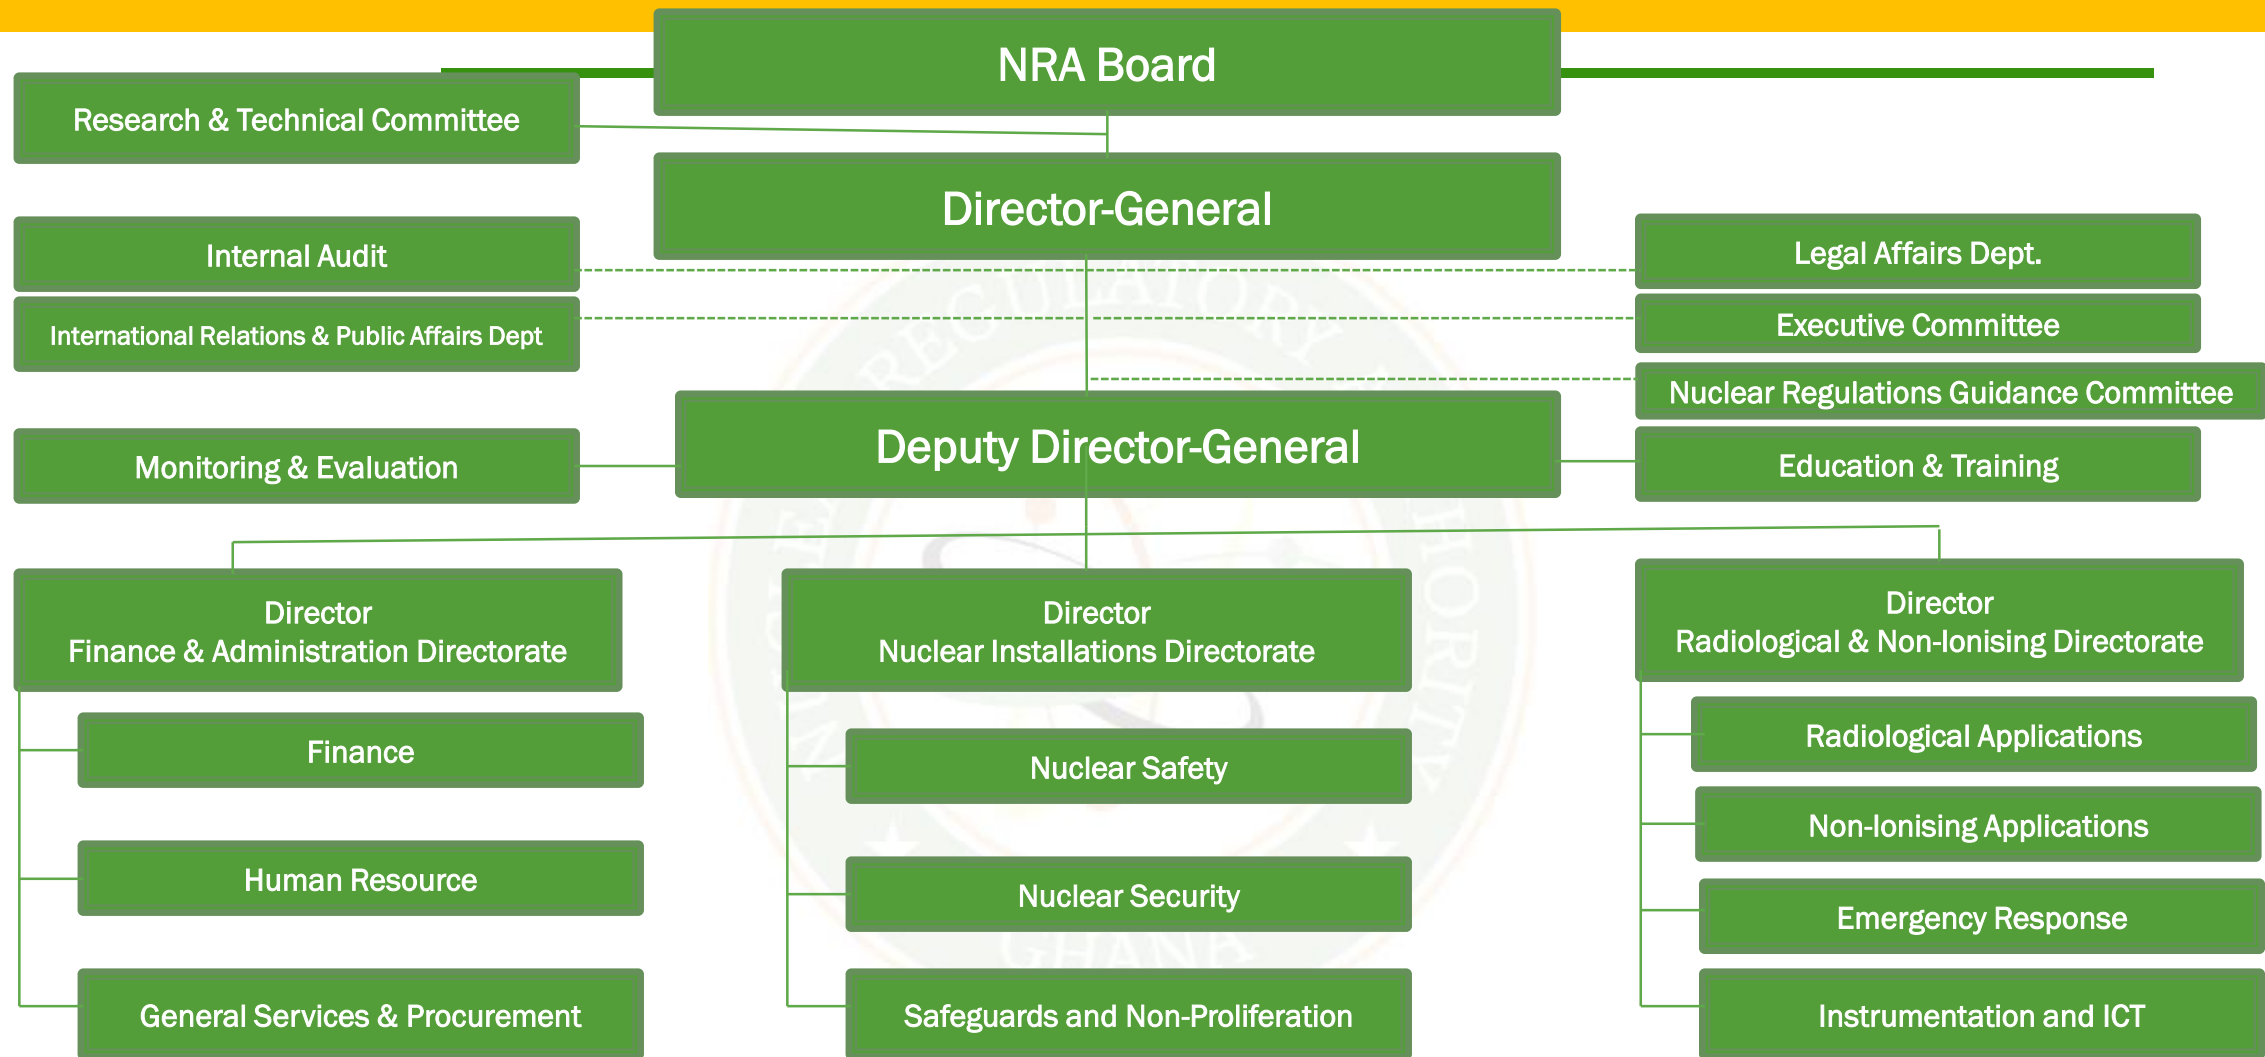 NRA Board
Research & Technical Committee
Director-General
Internal Audit
Legal Affairs Dept.
International Relations & Public Affairs Dept
Executive Committee
Nuclear Regulations Guidance Committee
Deputy Director-General
Monitoring & Evaluation
Education & Training
Director
Finance & Administration Directorate
Director
Nuclear Installations Directorate
Director
Radiological & Non-Ionising Directorate
Finance
Human Resource
General Services & Procurement
Nuclear Safety
Nuclear Security
Safeguards and Non-Proliferation
Radiological Applications
Non-Ionising Applications
Emergency Response
Instrumentation and ICT
REGULATORY
GHANA